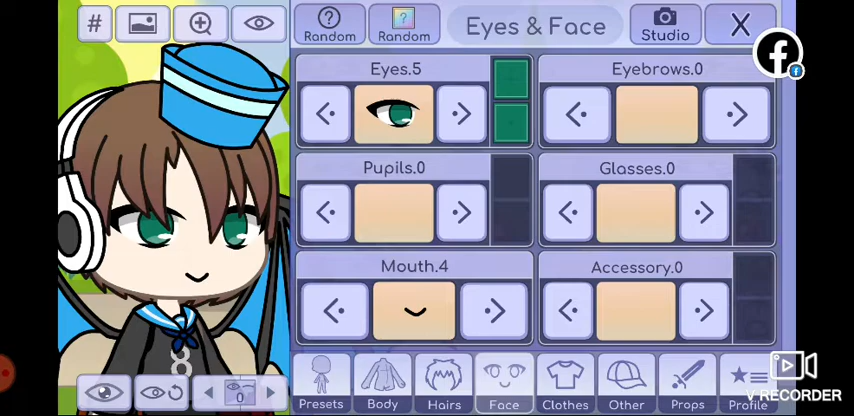 #
?
Random
?
Random
Eyes & Face
Studio
X
Eyes.5
Eyebrows.0
Pupils.0
Glasses.0
Mouth.4
Accessory.0
0
Presets
Body
Hairs
Face
Clothes
Other
Props
Profile
V RECORDER